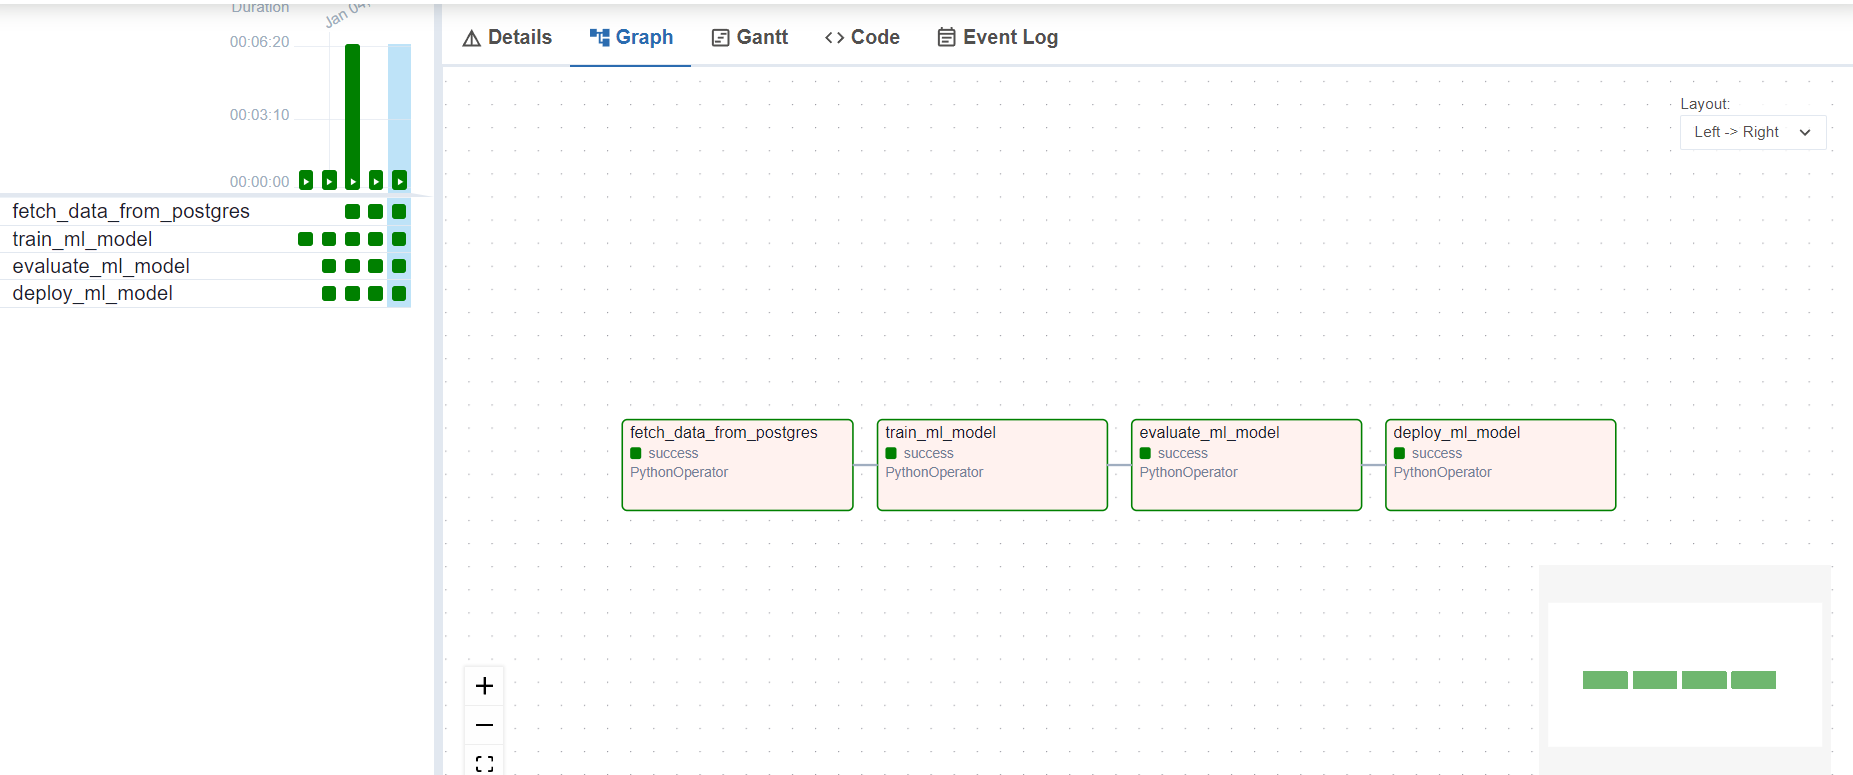 Duration
Jan 04,
00:06:20
00:03:10
00:00:00
fetch_data_from_postgres
train_ml_model
evaluate_ml_model
deploy_ml_model
Details
Graph
Gantt
Code
Event Log
Layout:
Left -> Right
fetch_data_from_postgres
success
PythonOperator
train_ml_model
success
PythonOperator
evaluate_ml_model
success
PythonOperator
deploy_ml_model
success
PythonOperator